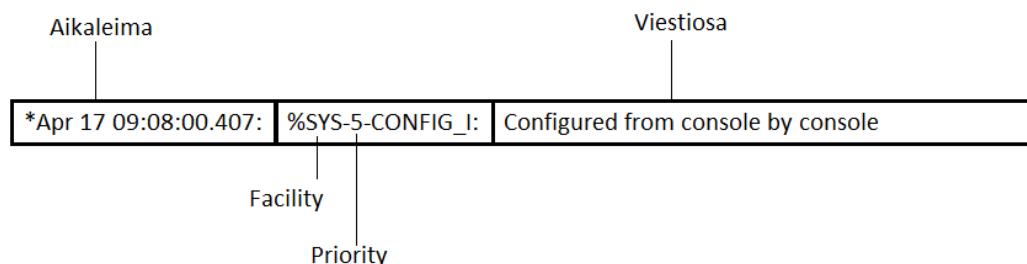 Aikaleima
Viestiosa
*Apr 17 09:08:00.407: %SYS-5-CONFIG_I: Configured from console by console
Facility
Priority